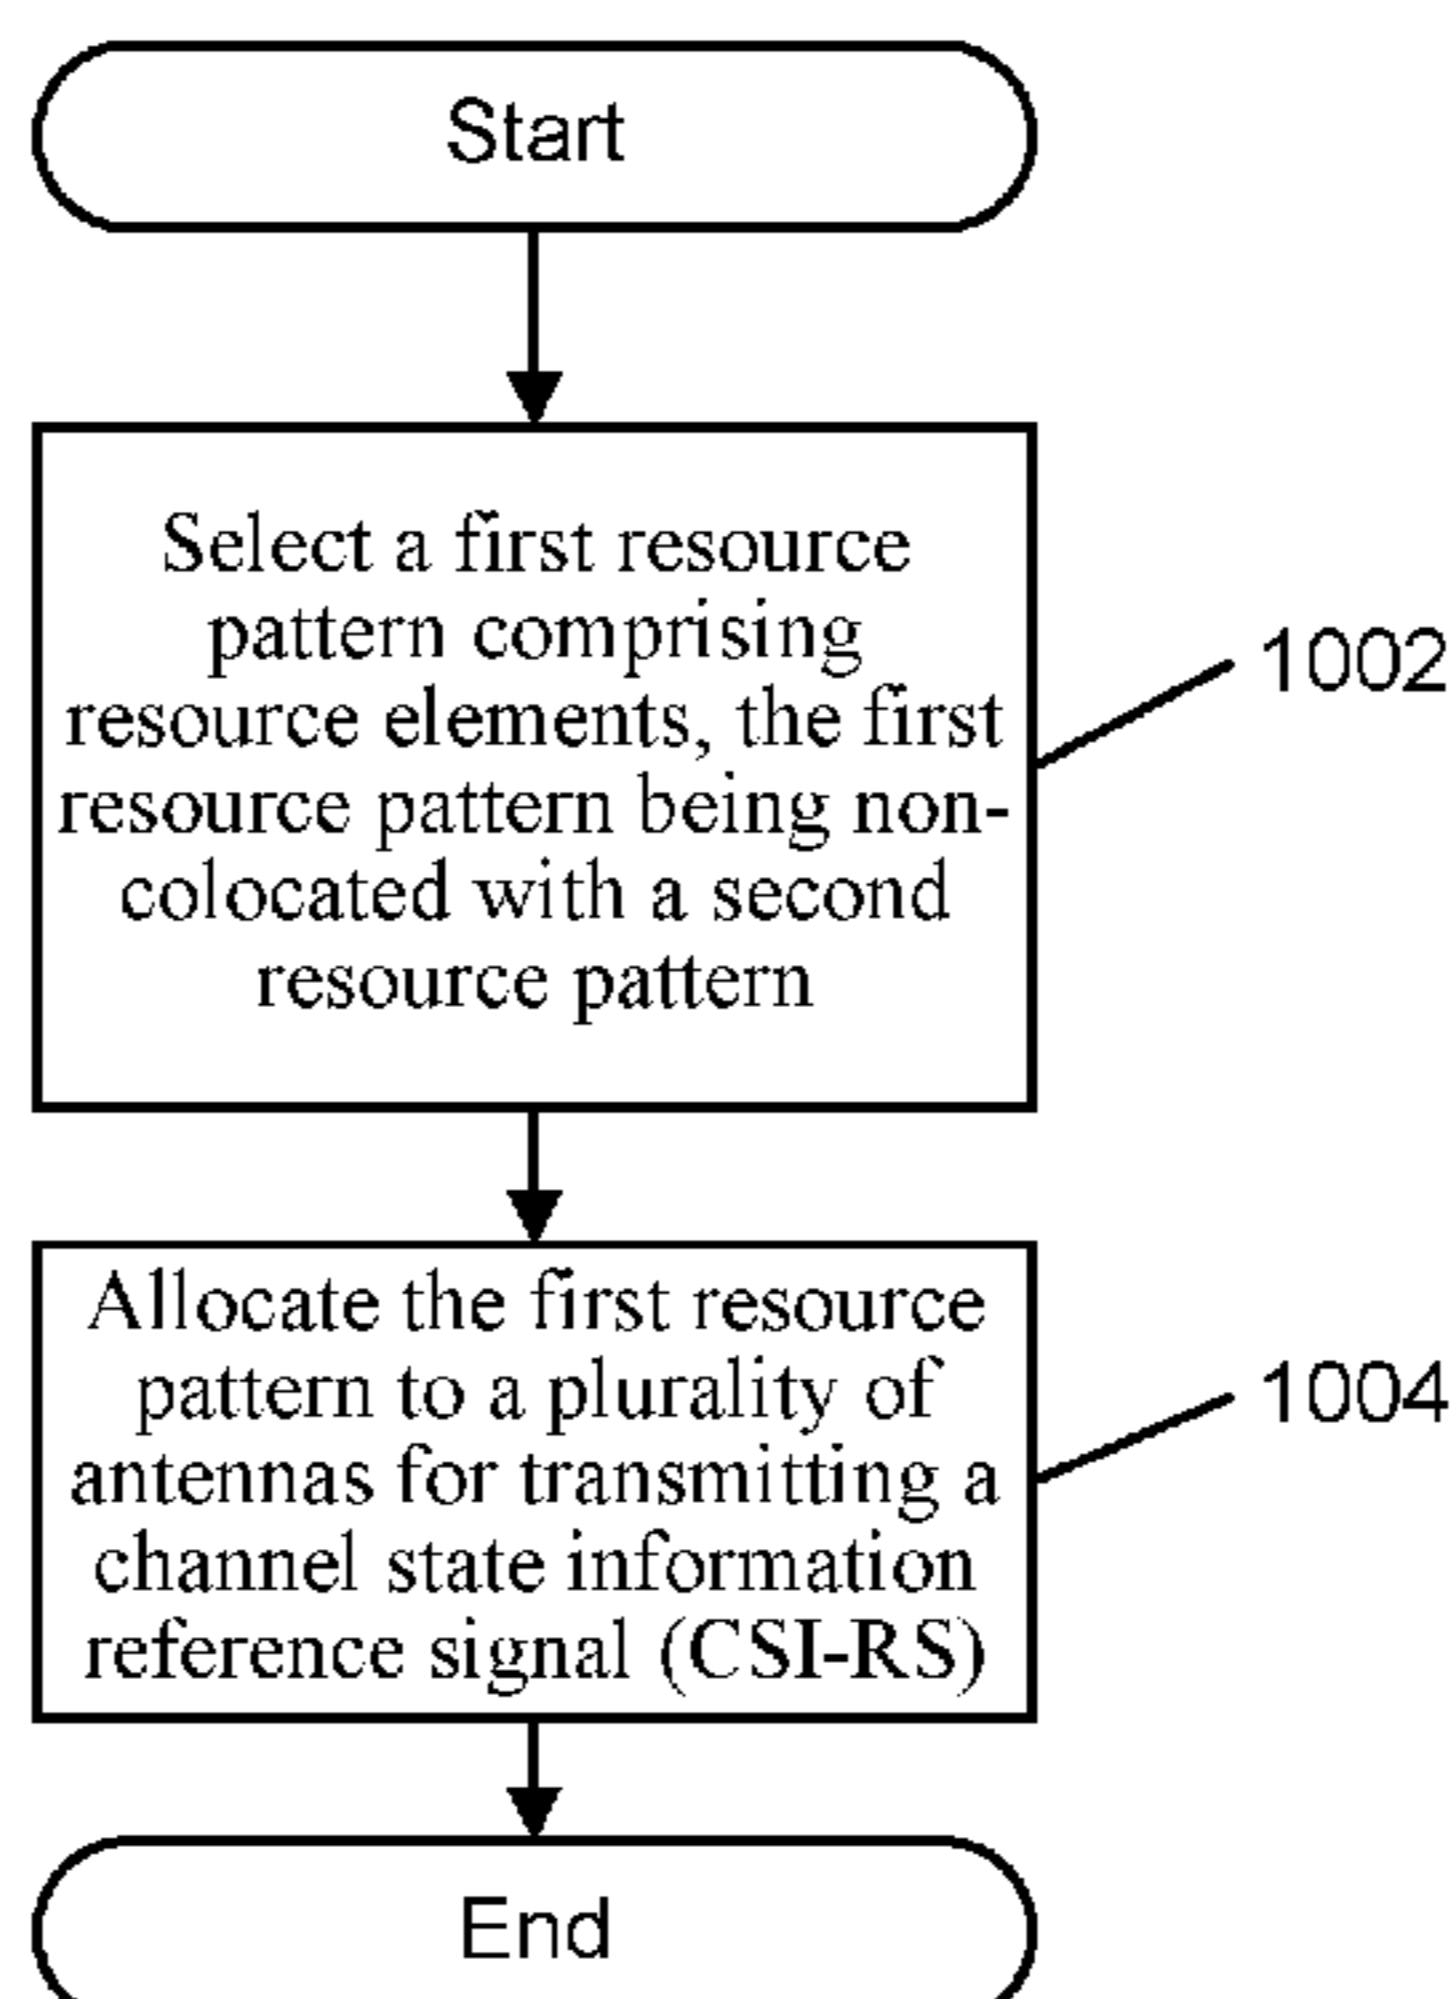 Start
Select a first resource
pattern comprising
resource elements, the first
resource pattern being non-
colocated with a second
resource pattern
1002
Allocate the first resource
pattern to a plurality of
antennas for transmitting a
channel state information
reference signal (CSI-RS)
1004
End